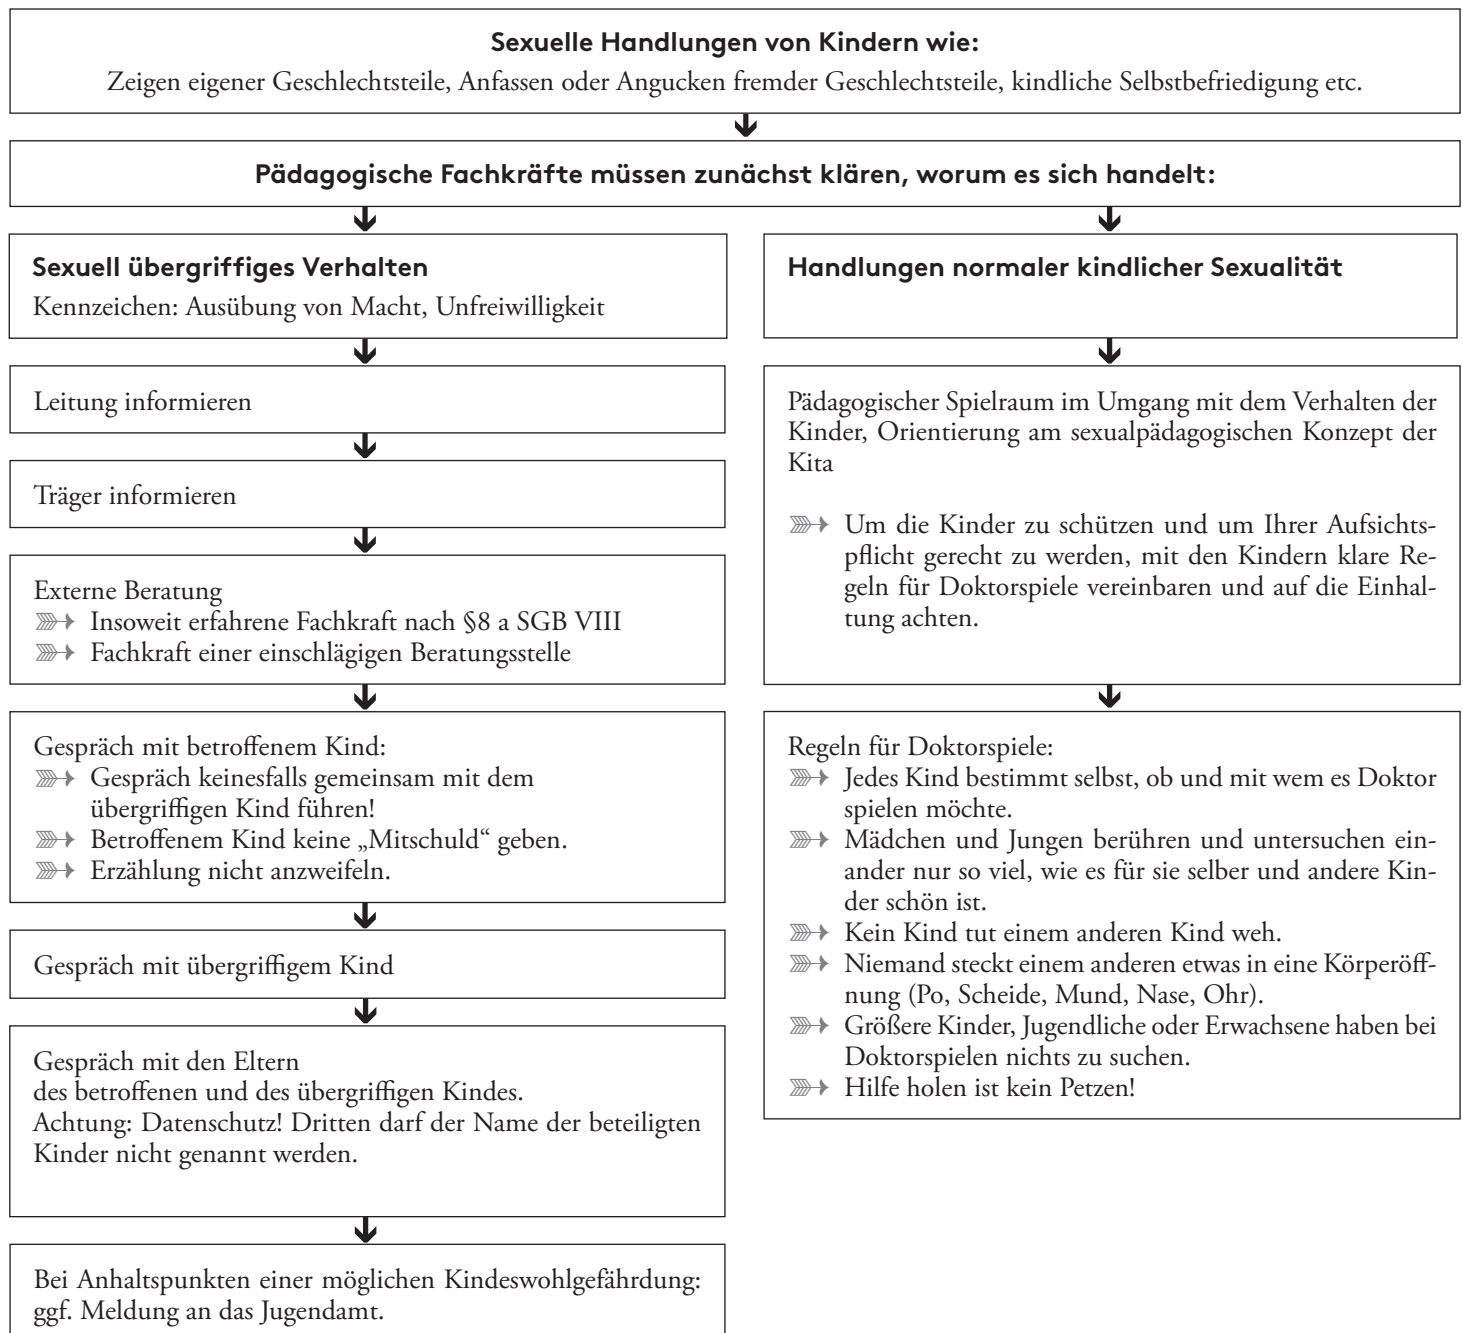 Sexuelle Handlungen von Kindern wie:
Zeigen eigener Geschlechtsteile, Anfassen oder Angucken fremder Geschlechtsteile, kindliche Selbstbefriedigung etc.
Pädagogische Fachkräfte müssen zunächst klären, worum es sich handelt:
Sexuell übergriffiges Verhalten
Kennzeichen: Ausübung von Macht, Unfreiwilligkeit
Leitung informieren
Träger informieren
Externe Beratung
Insoweit erfahrene Fachkraft nach §8 a SGB VIII
Fachkraft einer einschlägigen Beratungsstelle
Gespräch mit betroffenem Kind:
Gespräch keinesfalls gemeinsam mit dem
übergriffigen Kind führen!
Betroffenem Kind keine „Mitschuld“ geben.
Erzählung nicht anzweifeln.
Gespräch mit übergriffigem Kind
Gespräch mit den Eltern
des betroffenen und des übergriffigen Kindes.
Achtung: Datenschutz! Dritten darf der Name der beteiligten
Kinder nicht genannt werden.
Bei Anhaltspunkten einer möglichen Kindeswohlgefährdung:
ggf. Meldung an das Jugendamt.
Handlungen normaler kindlicher Sexualität
Pädagogischer Spielraum im Umgang mit dem Verhalten der
Kinder, Orientierung am sexualpädagogischen Konzept der
Kita
Um die Kinder zu schützen und um Ihrer Aufsichts-
pflicht gerecht zu werden, mit den Kindern klare Re-
geln für Doktorspiele vereinbaren und auf die Einhal-
tung achten.
Regeln für Doktorspiele:
Jedes Kind bestimmt selbst, ob und mit wem es Doktor
spielen möchte.
Mädchen und Jungen berühren und untersuchen ein-
ander nur so viel, wie es für sie selber und andere Kin-
der schön ist.
Kein Kind tut einem anderen Kind weh.
Niemand steckt einem anderen etwas in eine Körperöff-
nung (Po, Scheide, Mund, Nase, Ohr).
Größere Kinder, Jugendliche oder Erwachsene haben bei
Doktorspielen nichts zu suchen.
Hilfe holen ist kein Petzen!